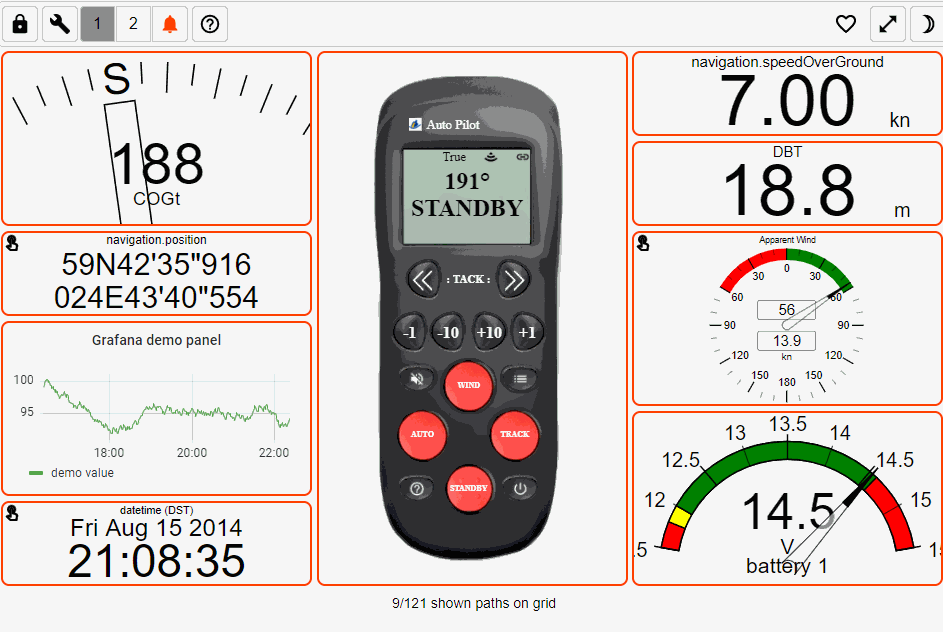 1
2
S
188
COGt
navigation.position
59N42'35"916
024E43'40"554
Grafana demo panel
100
95
18:00
20:00
22:00
demo value
datetime (DST)
Fri Aug 15 2014
21:08:35
Auto Pilot
True
191°
STANDBY
: TACK :
-1
-10
+10
+1
WIND
AUTO
TRACK
STANDBY
navigation.speedOverGround
7.00
kn
DBT
18.8
m
Apparent Wind
0
30
30
60
60
56
90
90
13.9
kn
120
120
150
150
180
13.5
13
14
12.5
14.5
12
15
14.5
.5
V
battery 1
9/121 shown paths on grid